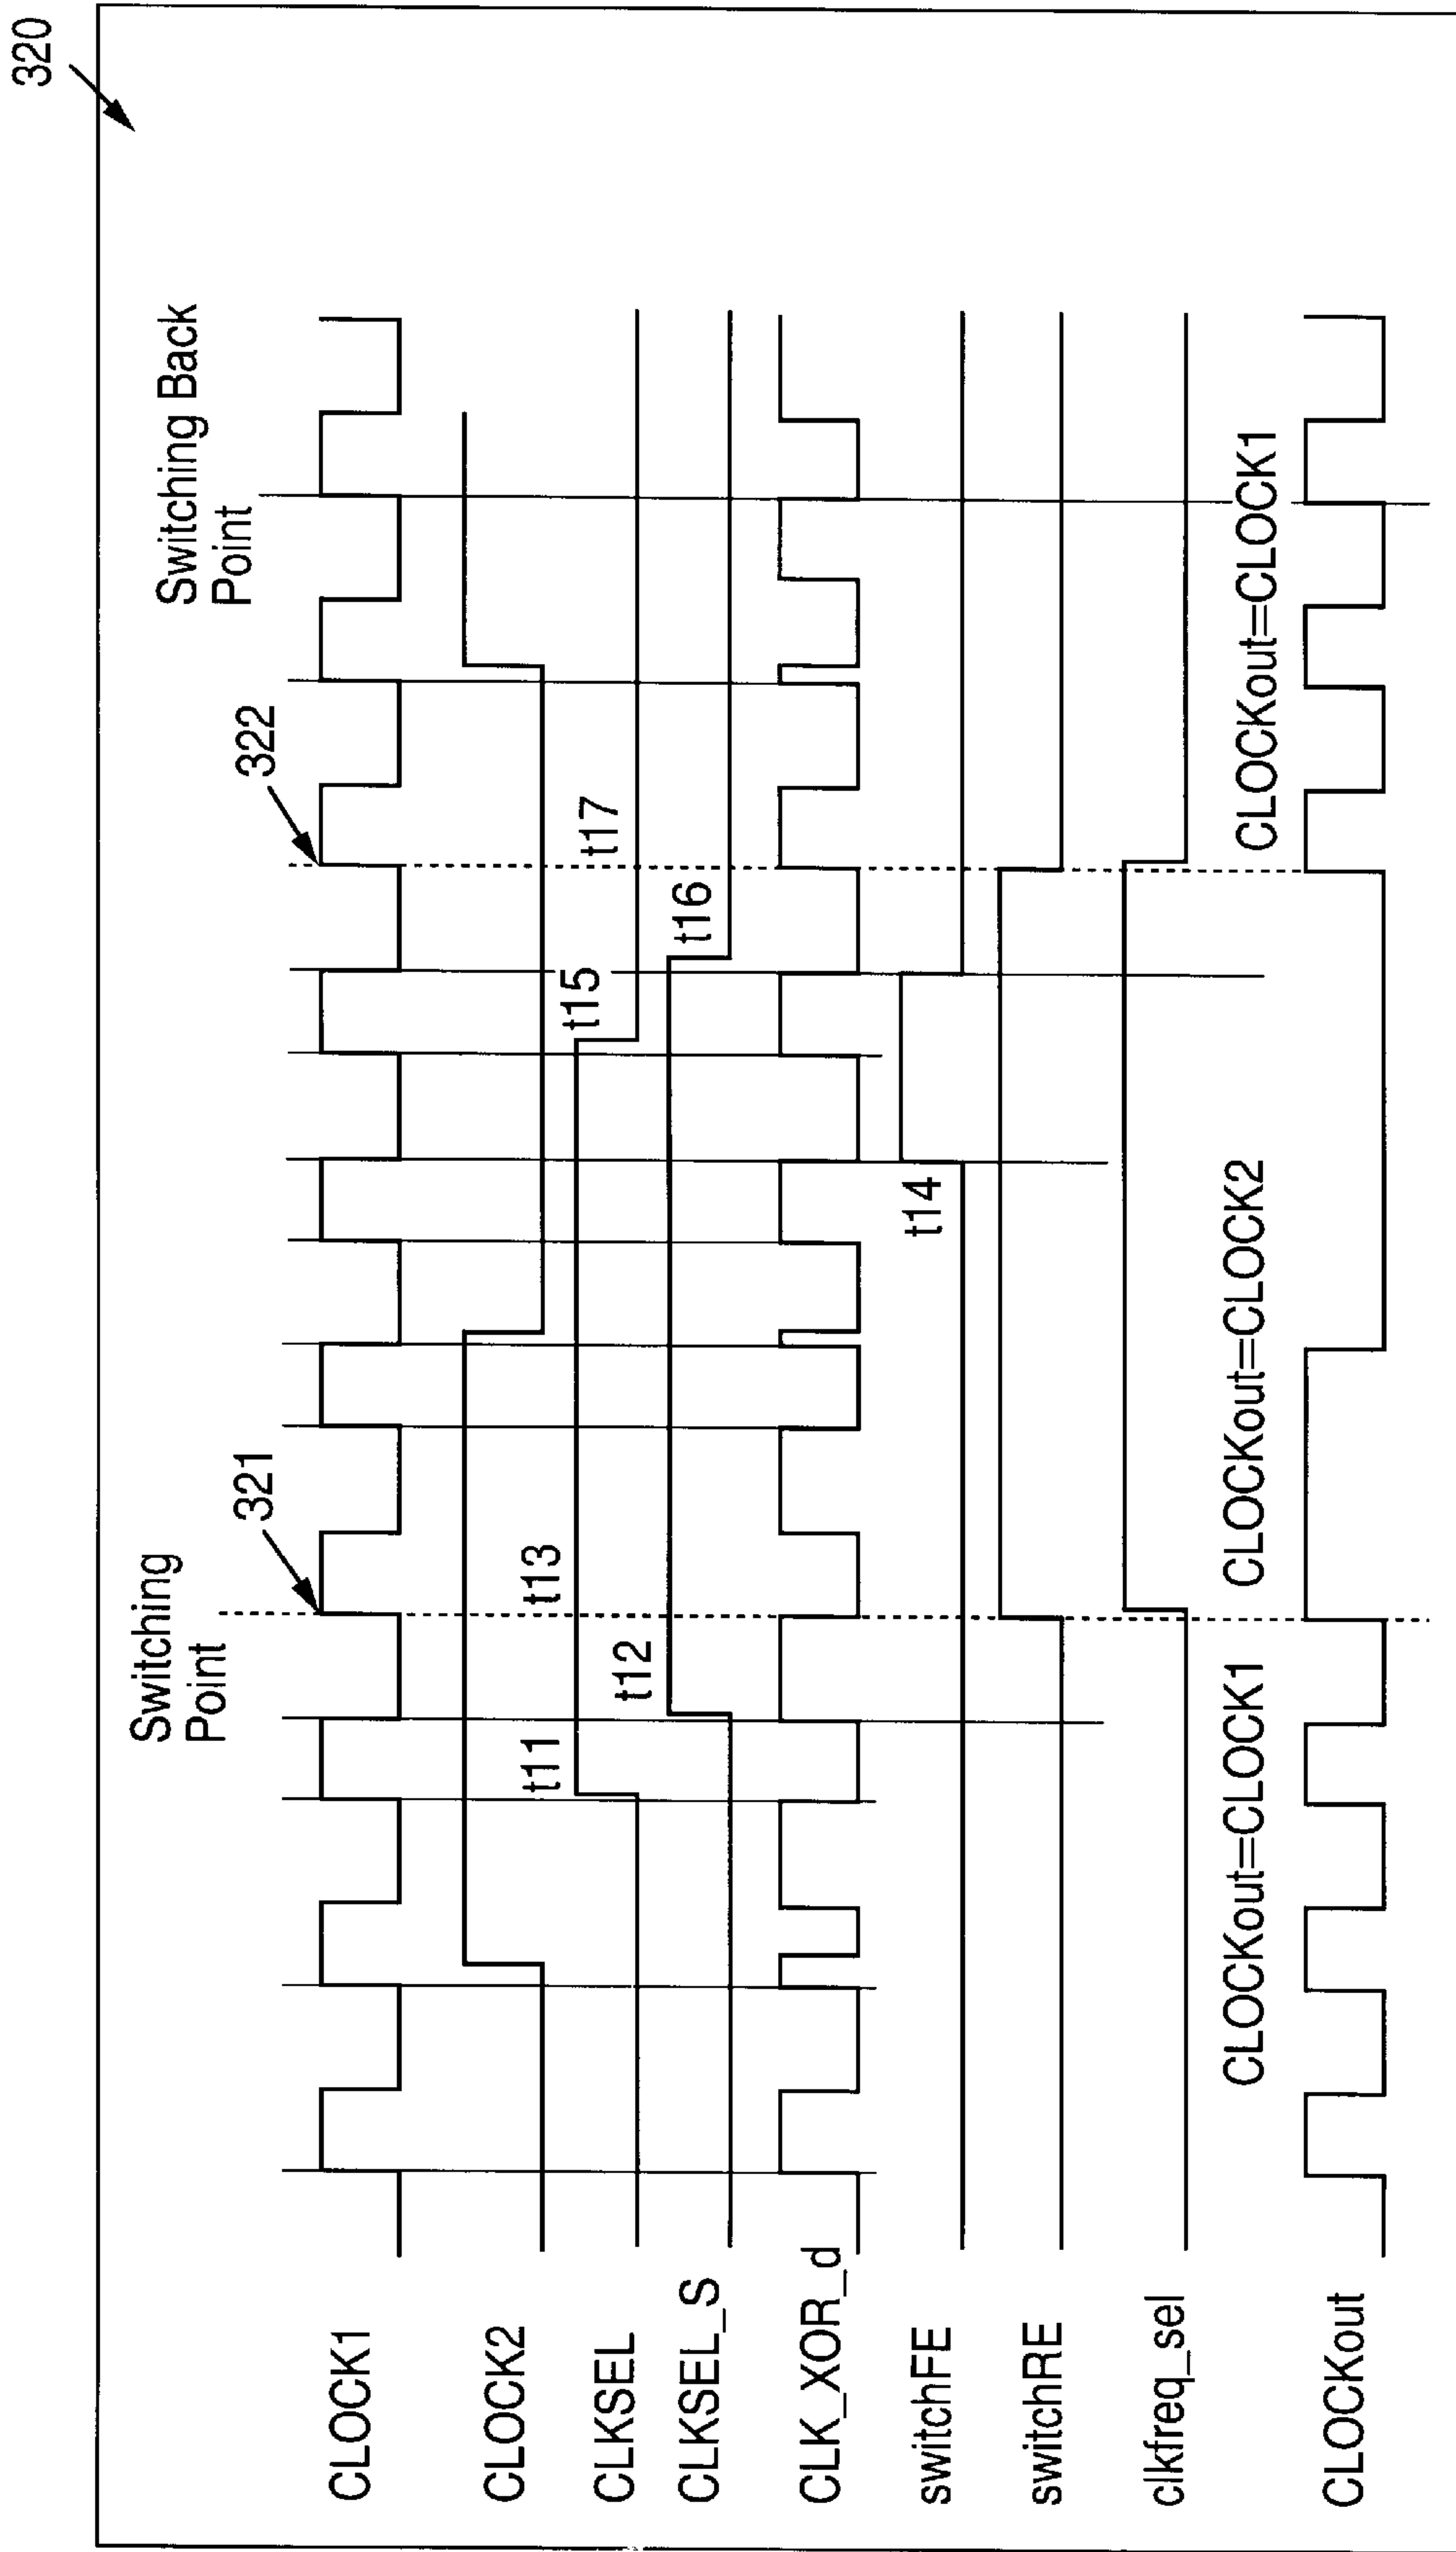 320
Switching
Point
Switching Back
Point
321
322
CLOCK1
CLOCK2
t11
t13
t15
t17
CLKSEL
t12
t16
CLKSEL_S
CLK_XOR_d
t14
switchFE
switchRE
clkfreq_sel
CLOCKout=CLOCK1
CLOCKout=CLOCK2
CLOCKout=CLOCK1
CLOCKout